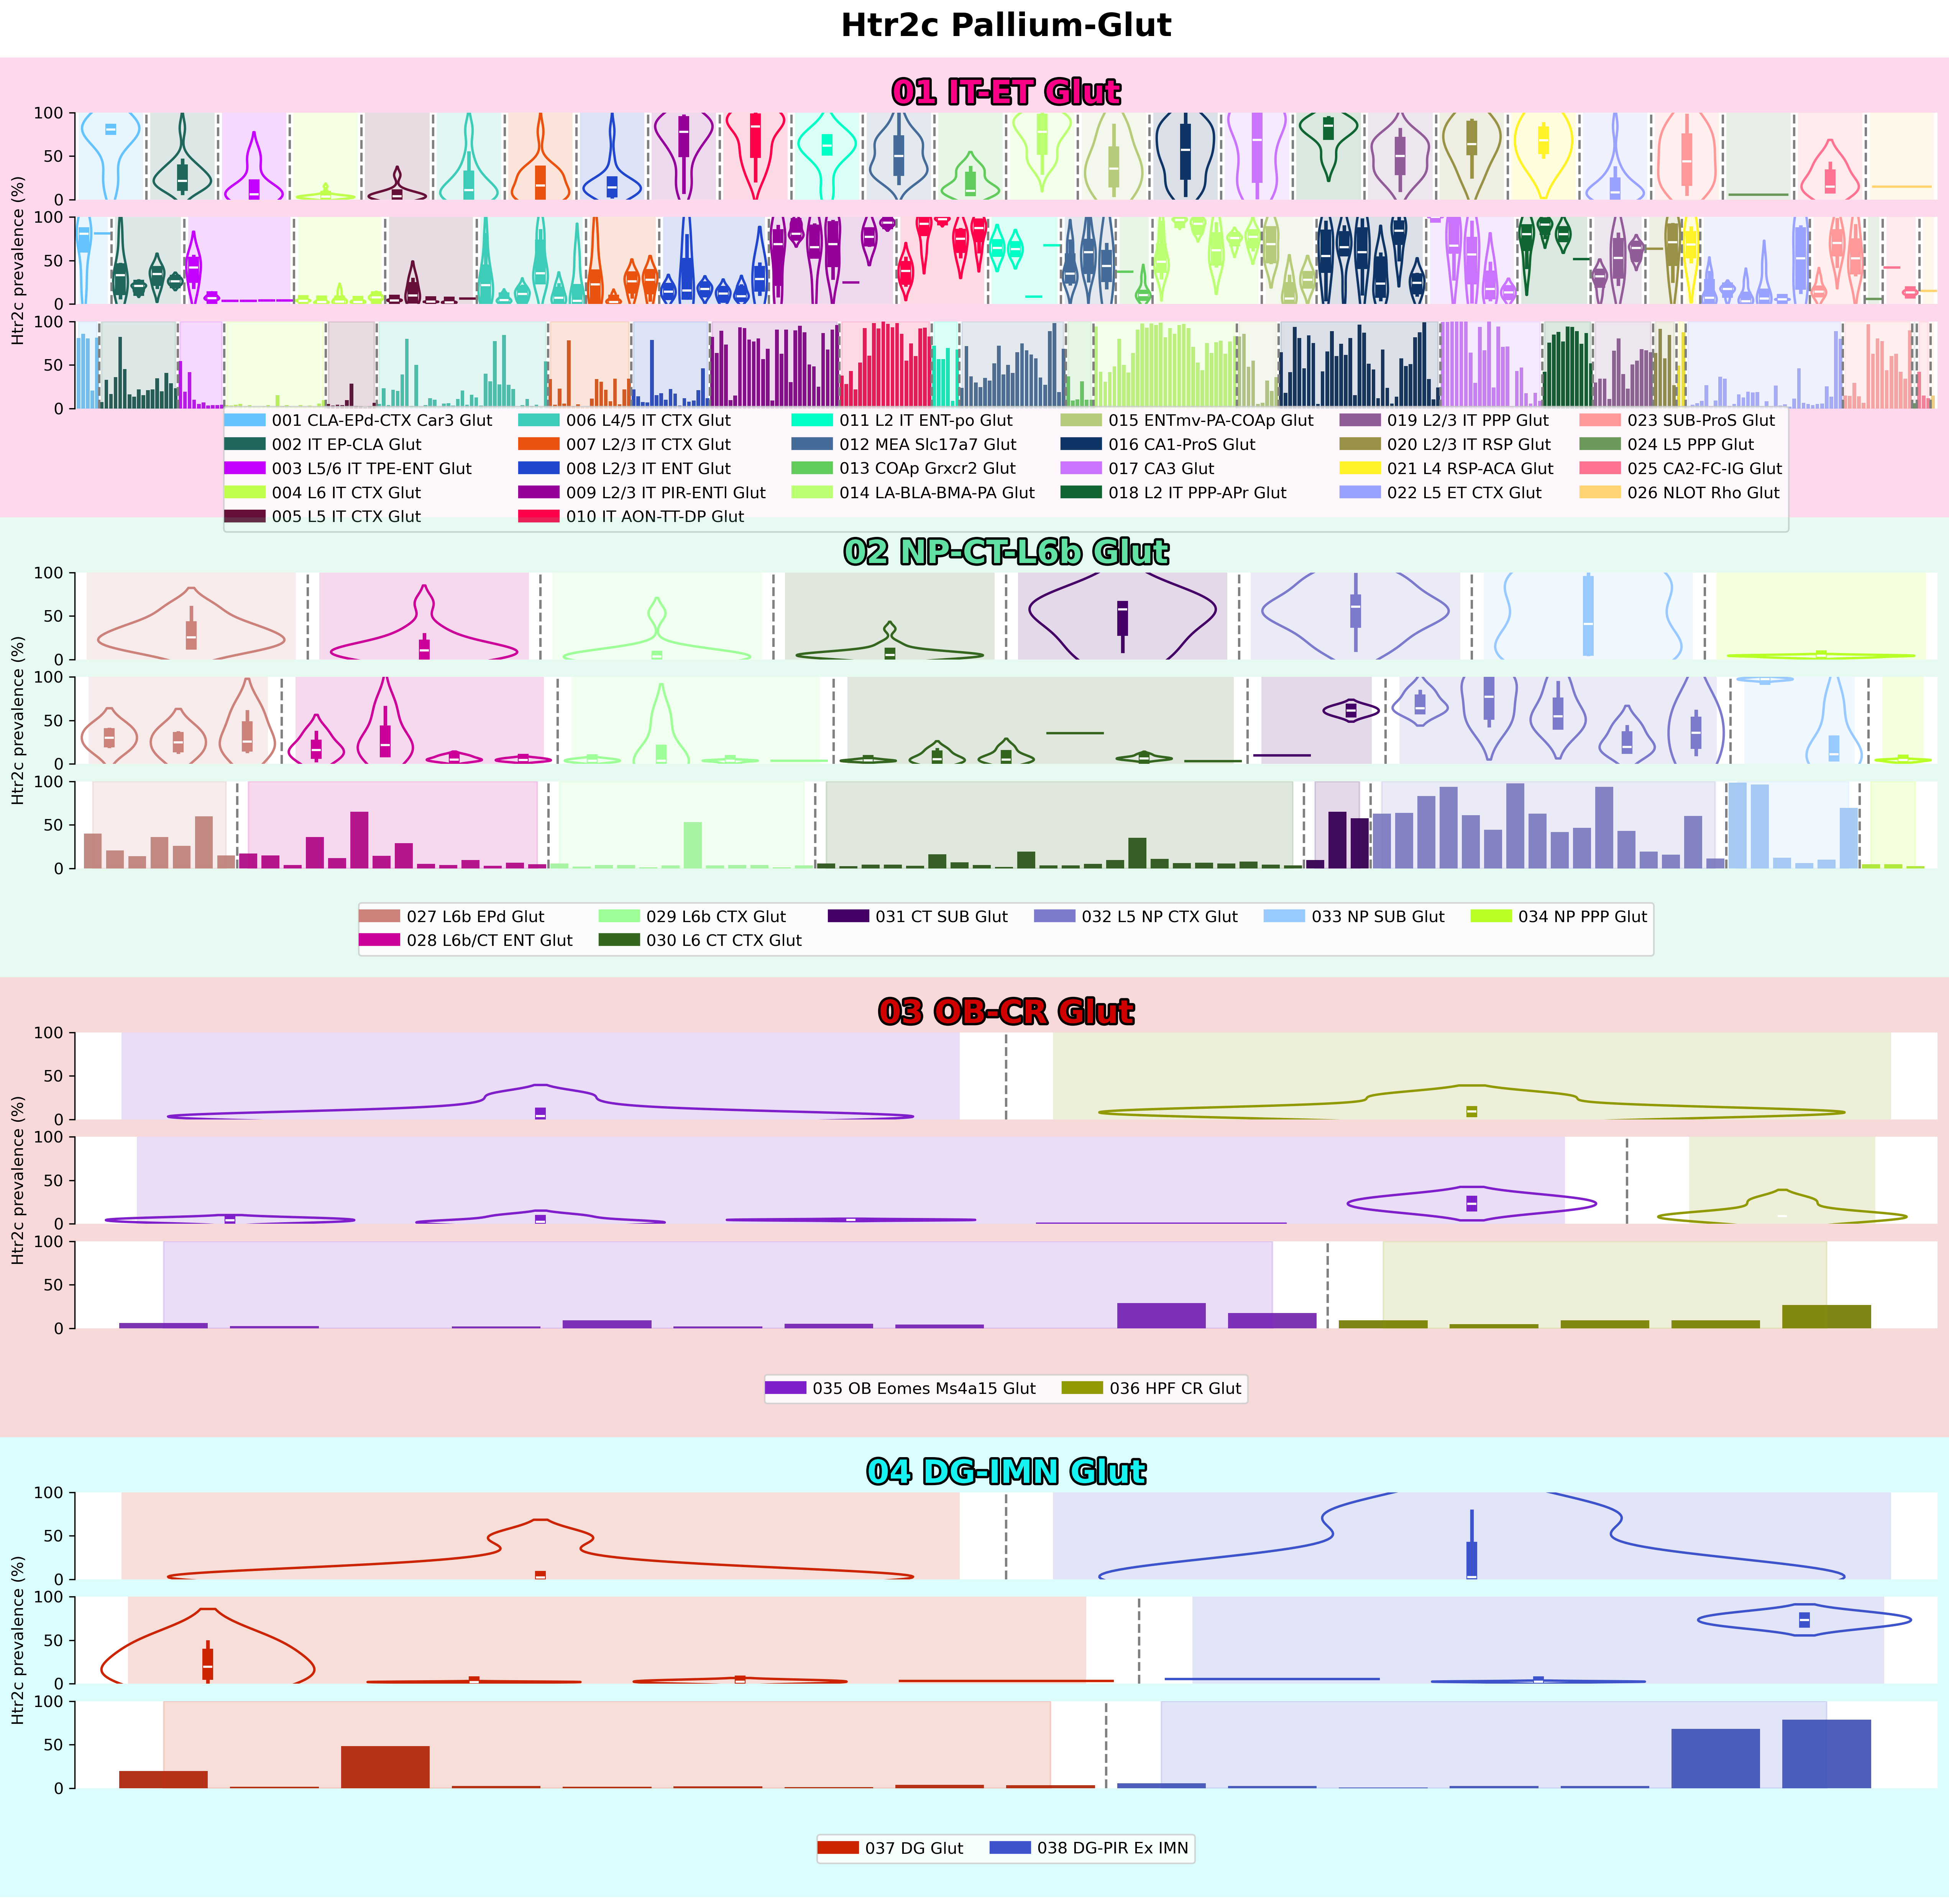 Htr2c Pallium-Glut
01 IT-ET Glut
Htr2c prevalence (%)
100
50
0
100
50
0
100
50
0
001 CLA-EPd-CTX Car3 Glut
002 IT EP-CLA Glut
003 L5/6 IT TPE-ENT Glut
004 L6 IT CTX Glut
005 L5 IT CTX Glut
006 L4/5 IT CTX Glut
007 L2/3 IT CTX Glut
008 L2/3 IT ENT Glut
009 L2/3 IT PIR-ENTl Glut
010 IT AON-TT-DP Glut
011 L2 IT ENT-po Glut
012 MEA Slc17a7 Glut
013 COAp Grxcr2 Glut
014 LA-BLA-BMA-PA Glut
015 ENTmv-PA-COAp Glut
016 CA1-ProS Glut
017 CA3 Glut
018 L2 IT PPP-APr Glut
019 L2/3 IT PPP Glut
020 L2/3 IT RSP Glut
021 L4 RSP-ACA Glut
022 L5 ET CTX Glut
023 SUB-ProS Glut
024 L5 PPP Glut
025 CA2-FC-IG Glut
026 NLOT Rho Glut
02 NP-CT-L6b Glut
Htr2c prevalence (%)
100
50
0
100
50
0
100
50
0
027 L6b EPd Glut
028 L6b/CT ENT Glut
029 L6b CTX Glut
030 L6 CT CTX Glut
031 CT SUB Glut
032 L5 NP CTX Glut
033 NP SUB Glut
034 NP PPP Glut
03 OB-CR Glut
Htr2c prevalence (%)
100
50
0
100
50
0
100
50
0
035 OB Eomes Ms4a15 Glut
036 HPF CR Glut
04 DG-IMN Glut
Htr2c prevalence (%)
100
50
0
100
50
0
100
50
0
037 DG Glut
038 DG-PIR Ex IMN